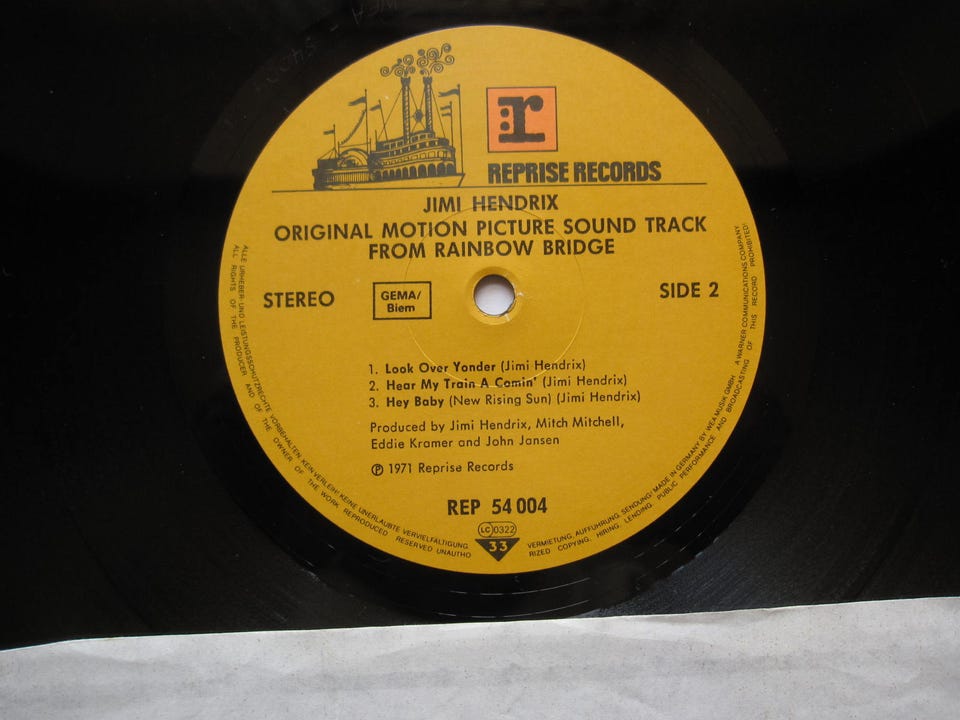 r
REPRISE RECORDS
JIMI HENDRIX
ORIGINAL MOTION PICTURE SOUND TRACK
FROM RAINBOW BRIDGE
STEREO
GEMA/
Biem
SIDE 2
1. Look Over Yonder (Jimi Hendrix)
2. Hear My Train A Comin' (Jimi Hendrix)
3. Hey Baby (New Rising Sun) (Jimi Hendrix)
Produced by Jimi Hendrix, Mitch Mitchell,
Eddie Kramer and John Jansen
℗ 1971 Reprise Records
REP 54 004
LC 0322
33
ALLE URHEBER- UND LEISTUNGSSCHUTZRECHTE VORBEHALTEN. KEIN VERLEIH! KEINE UNERLAUBTE VERVIELFÄLTIGUNG
VERMIETUNG, AUFFÜHRUNG, SENDUNG! MADE IN GERMANY BY WEA MUSIK GMBH A WARNER COMMUNICATIONS COMPANY
ALL RIGHTS OF THE PRODUCER AND OF THE OWNER OF THE WORK REPRODUCED RESERVED UNAUTHO
RIZED COPYING, HIRING, LENDING, PUBLIC PERFORMANCE AND BROADCASTING OF THIS RECORD PROHIBITED!